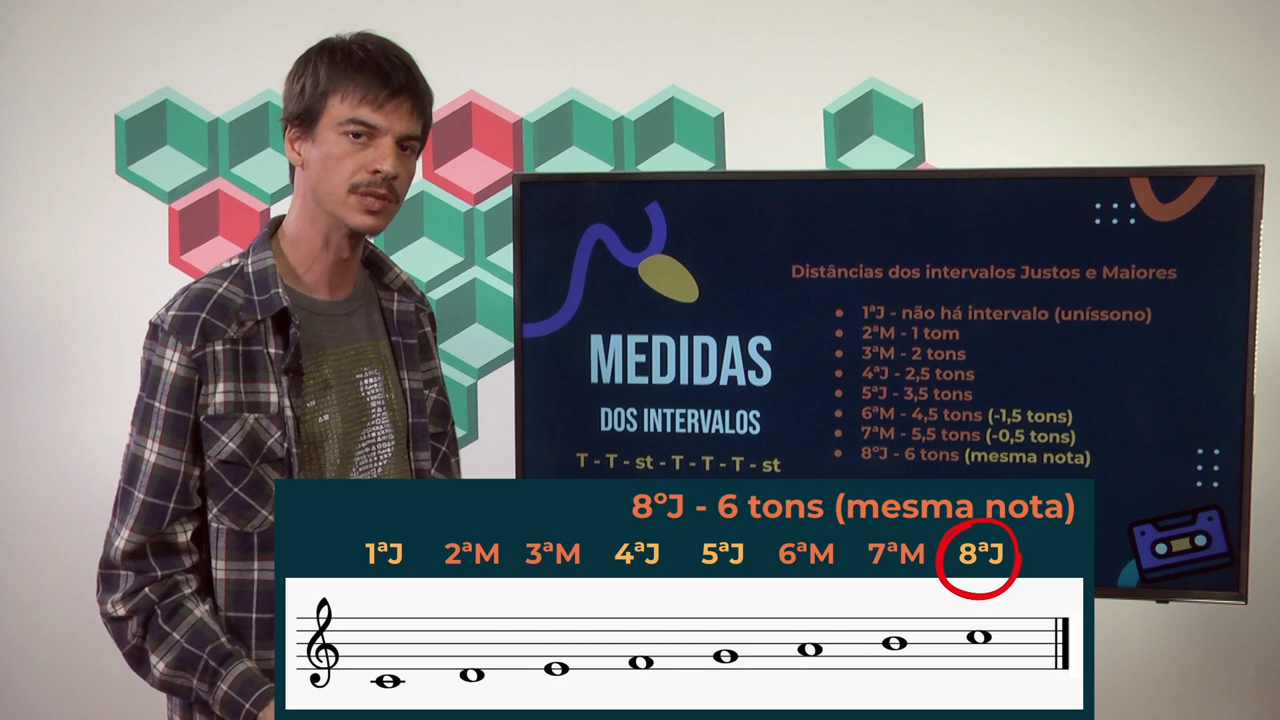 Distâncias dos intervalos Justos e Maiores
MEDIDAS
DOS INTERVALOS
T - T - st - T - T - T - st
• 1ªJ - não há intervalo (uníssono)
• 2ªM - 1 tom
• 3ªM - 2 tons
• 4ªJ - 2,5 tons
• 5ªJ - 3,5 tons
• 6ªM - 4,5 tons (-1,5 tons)
• 7ªM - 5,5 tons (-0,5 tons)
• 8ºJ - 6 tons (mesma nota)
8ºJ - 6 tons (mesma nota)
1ªJ 2ªM 3ªM 4ªJ 5ªJ 6ªM 7ªM 8ªJ